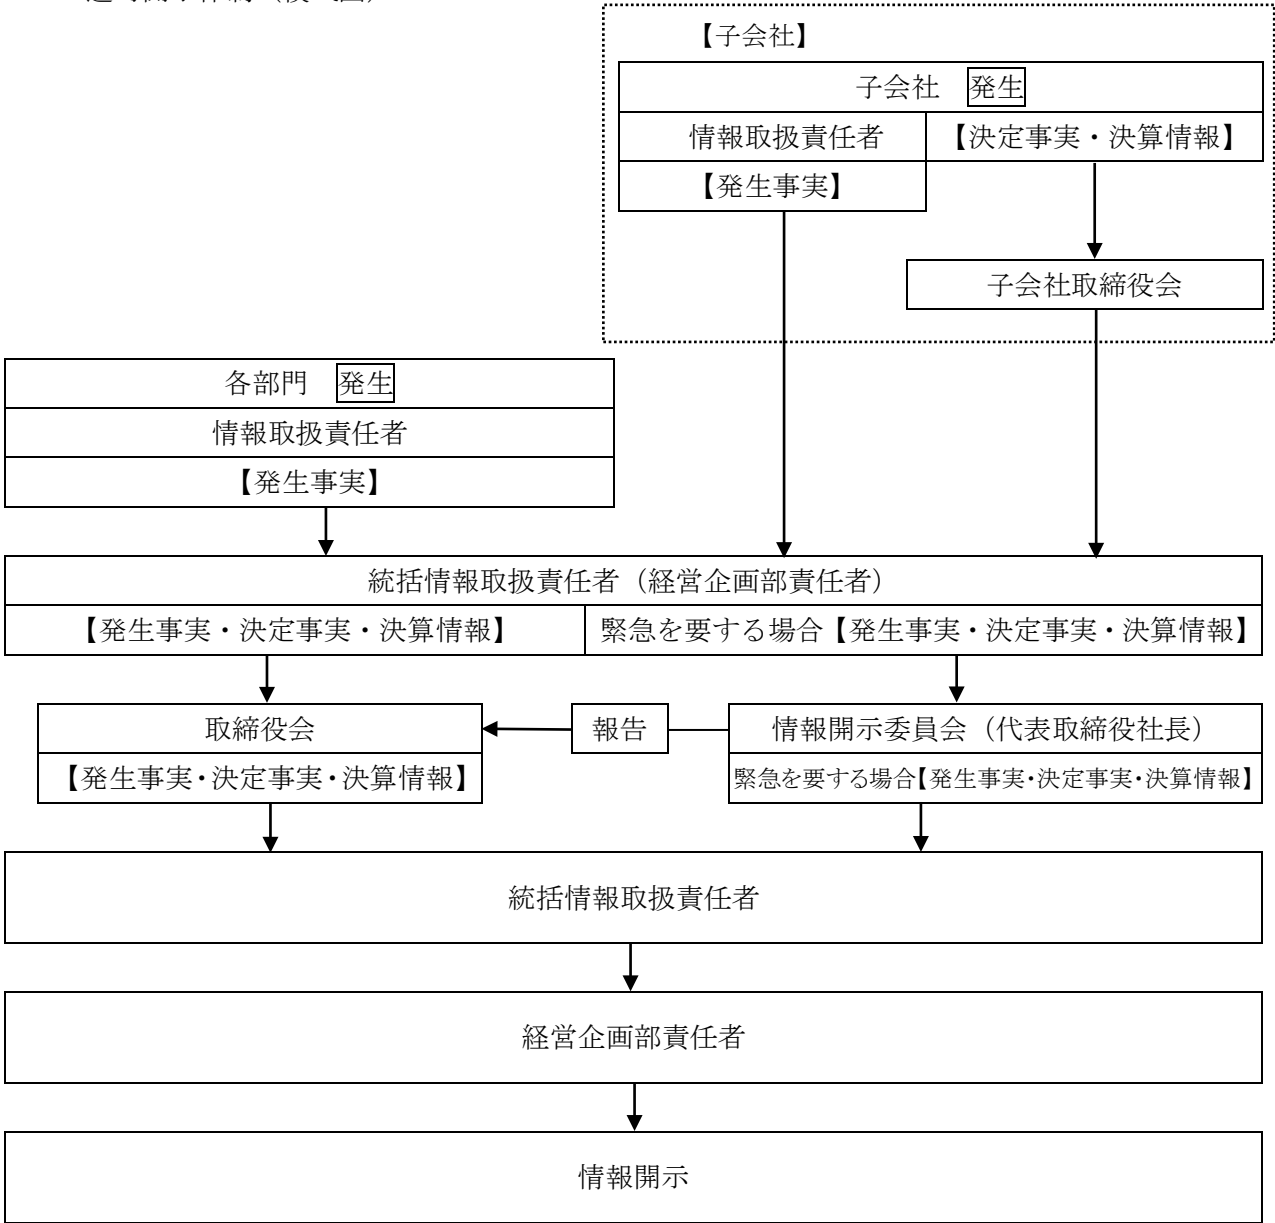 【子会社】
子会社　発生
情報取扱責任者
【決定事実・決算情報】
【発生事実】
子会社取締役会
各部門　発生
情報取扱責任者
【発生事実】
統括情報取扱責任者（経営企画部責任者）
【発生事実・決定事実・決算情報】
緊急を要する場合【発生事実・決定事実・決算情報】
取締役会
報告
情報開示委員会（代表取締役社長）
【発生事実・決定事実・決算情報】
緊急を要する場合【発生事実・決定事実・決算情報】
統括情報取扱責任者
経営企画部責任者
情報開示